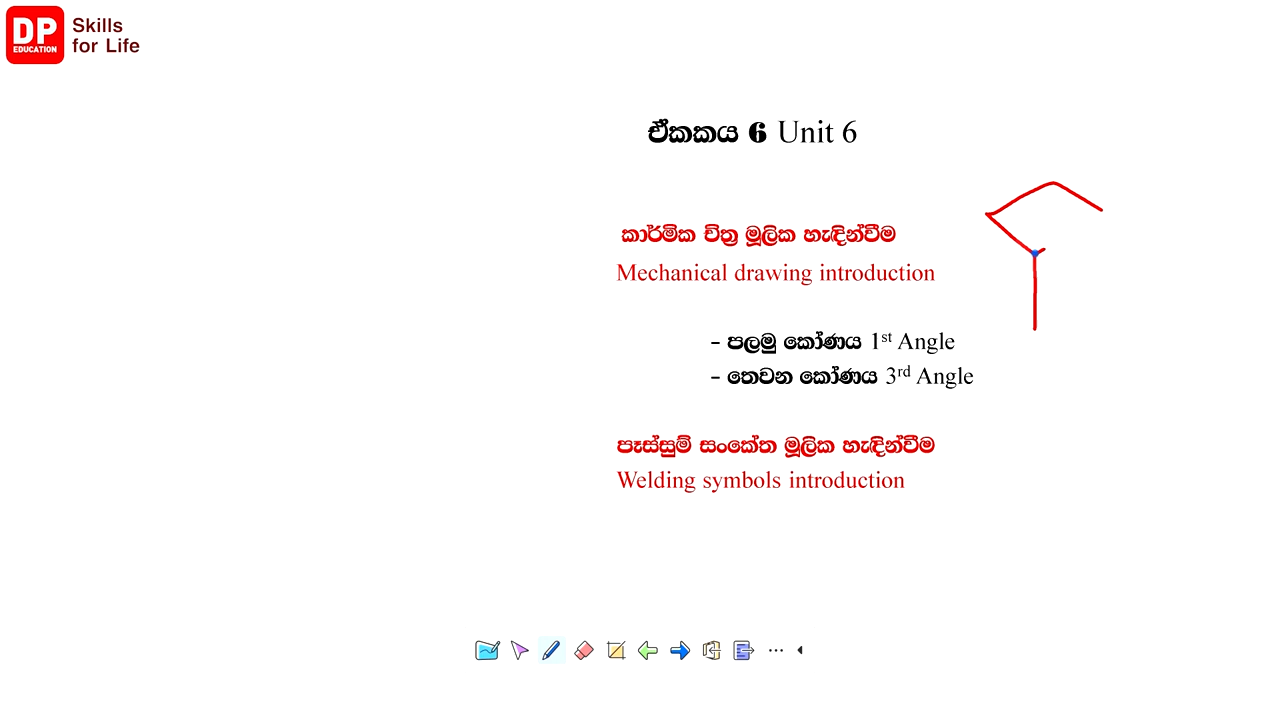 DP
EDUCATION
Skills
for Life
ඒකකය 6 Unit 6
කාර්මික චිත්‍ර මූලික හැඳින්වීම
Mechanical drawing introduction
- පලමු කෝණය 1st Angle
- තෙවන කෝණය 3rd Angle
පෑස්සුම් සංකේත මූලික හැඳින්වීම
Welding symbols introduction